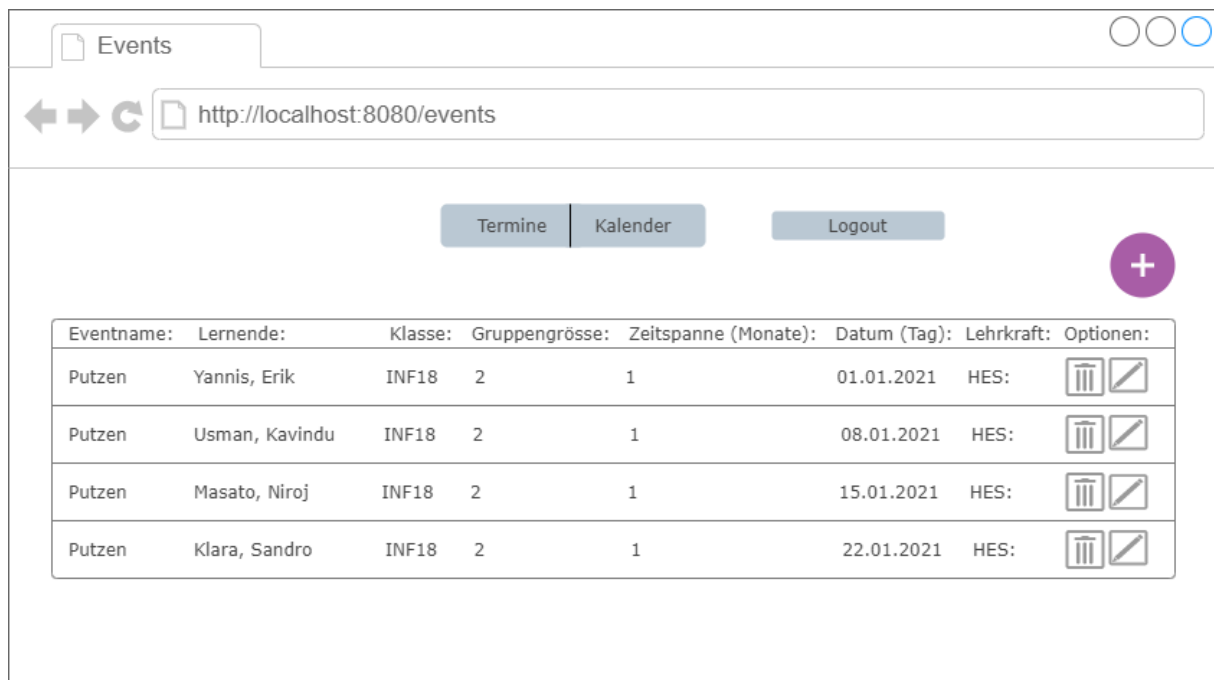 Events
http://localhost:8080/events
Termine Kalender Logout
+
Eventname: Lernende: Klasse: Gruppengrösse: Zeitspanne (Monate): Datum (Tag): Lehrkraft: Optionen:
Putzen Yannis, Erik INF18 2 1 01.01.2021 HES:
Putzen Usman, Kavindu INF18 2 1 08.01.2021 HES:
Putzen Masato, Niroj INF18 2 1 15.01.2021 HES:
Putzen Klara, Sandro INF18 2 1 22.01.2021 HES: